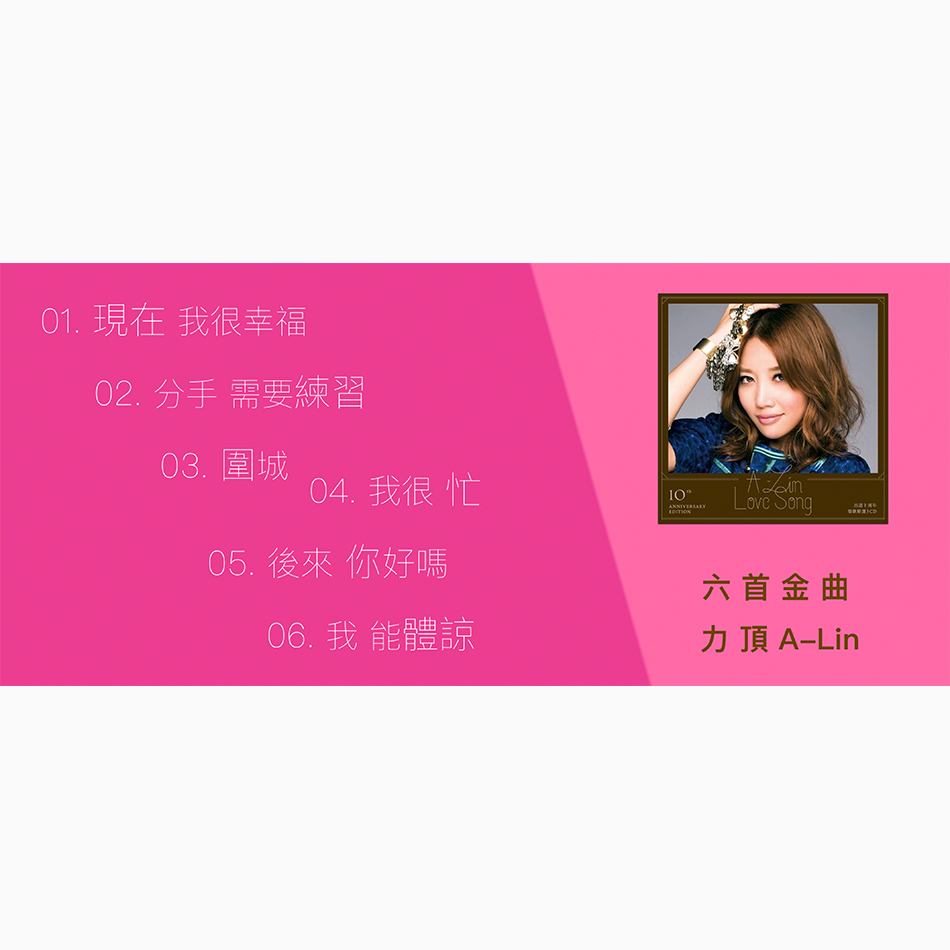 01. 現在 我很幸福
02. 分手 需要練習
03. 圍城
04. 我很 忙
05. 後來 你好嗎
06. 我 能體諒
A-Lin
Love Song
10th
ANNIVERSARY
EDITION
六首金曲
力頂 A–Lin